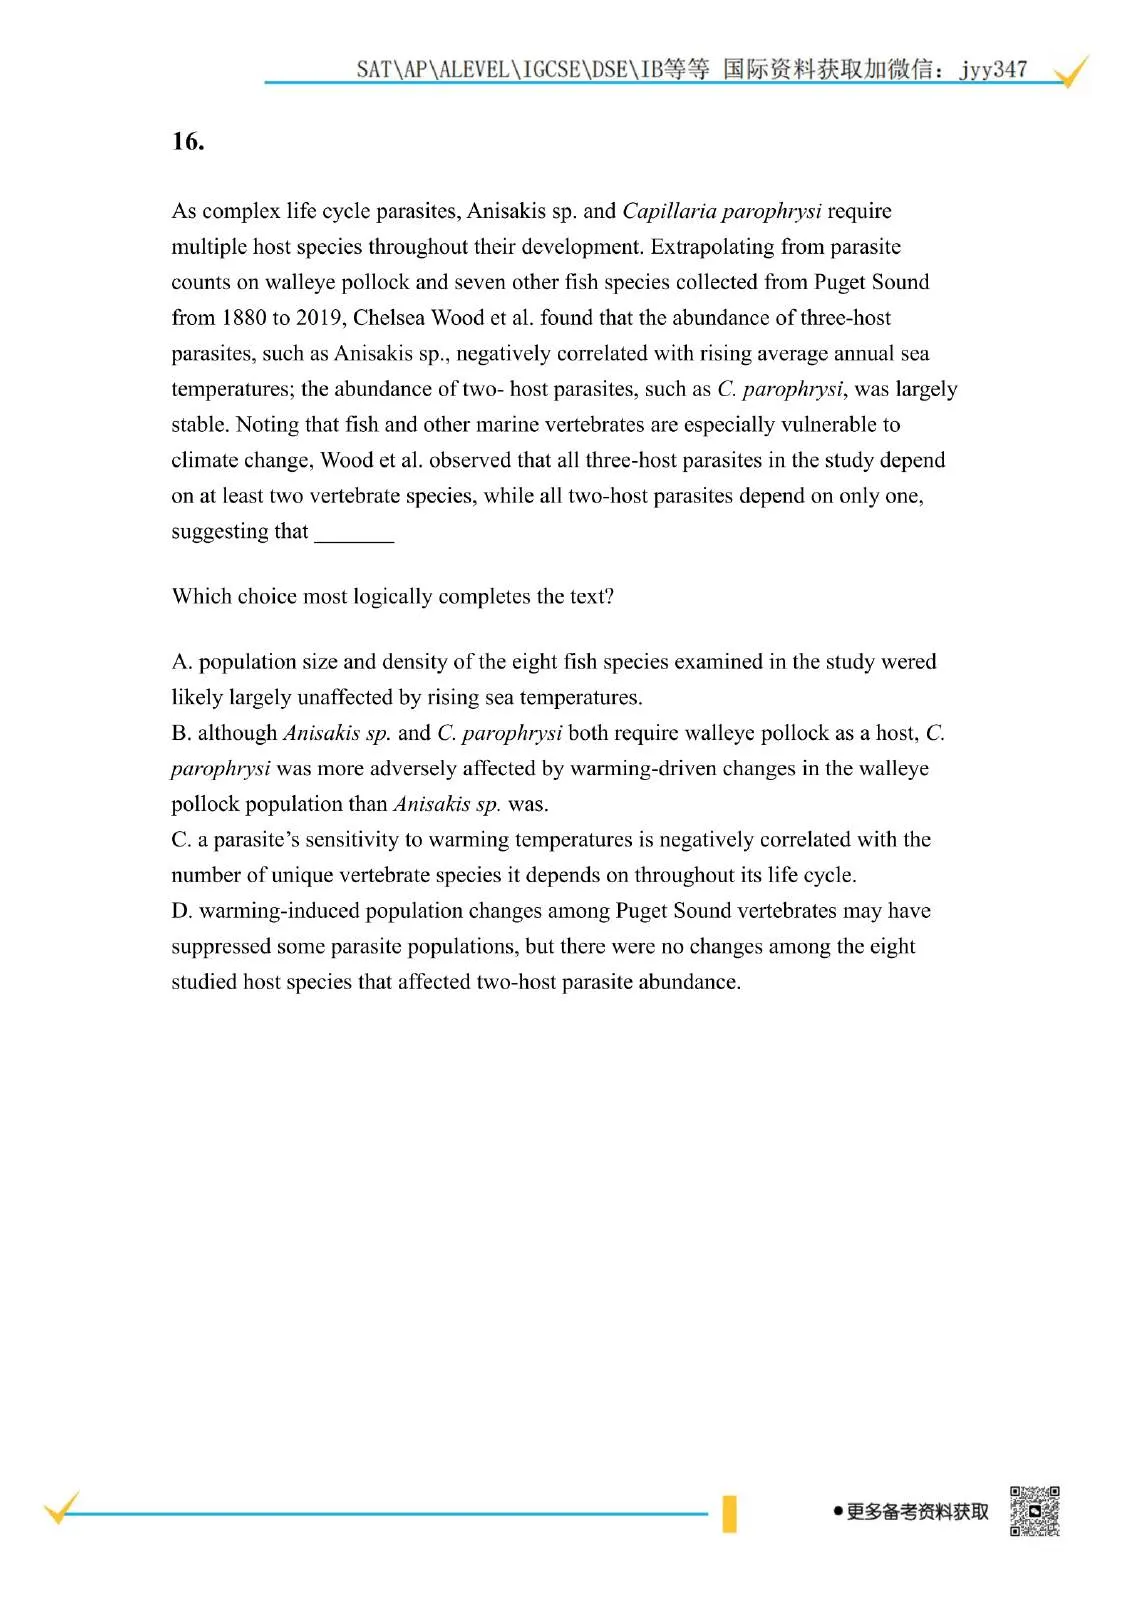 SAT\AP\ALEVEL\IGCSE\DSE\IB等等 国际资料获取加微信：jyy347
16.
As complex life cycle parasites, Anisakis sp. and Capillaria parophrysi require
multiple host species throughout their development. Extrapolating from parasite
counts on walleye pollock and seven other fish species collected from Puget Sound
from 1880 to 2019, Chelsea Wood et al. found that the abundance of three-host
parasites, such as Anisakis sp., negatively correlated with rising average annual sea
temperatures; the abundance of two- host parasites, such as C. parophrysi, was largely
stable. Noting that fish and other marine vertebrates are especially vulnerable to
climate change, Wood et al. observed that all three-host parasites in the study depend
on at least two vertebrate species, while all two-host parasites depend on only one,
suggesting that _______
Which choice most logically completes the text?
A. population size and density of the eight fish species examined in the study wered
likely largely unaffected by rising sea temperatures.
B. although Anisakis sp. and C. parophrysi both require walleye pollock as a host, C.
parophrysi was more adversely affected by warming-driven changes in the walleye
pollock population than Anisakis sp. was.
C. a parasite’s sensitivity to warming temperatures is negatively correlated with the
number of unique vertebrate species it depends on throughout its life cycle.
D. warming-induced population changes among Puget Sound vertebrates may have
suppressed some parasite populations, but there were no changes among the eight
studied host species that affected two-host parasite abundance.
●更多备考资料获取